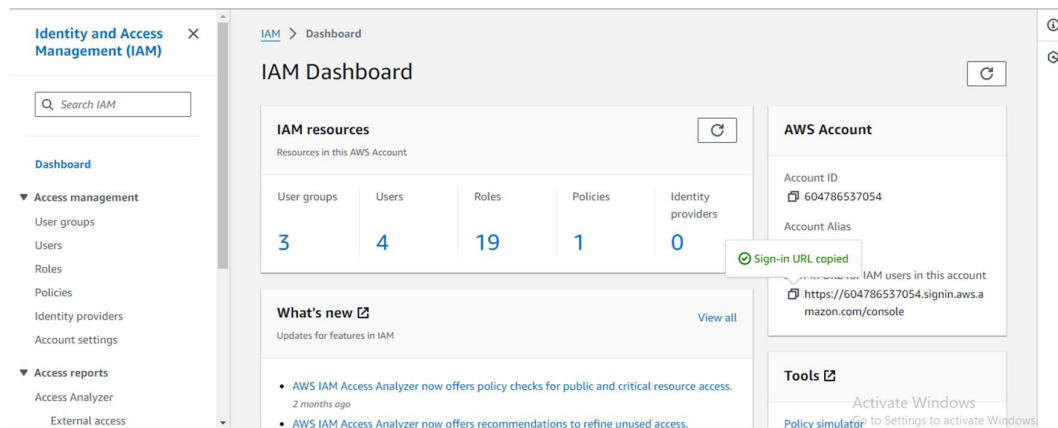 Identity and Access
Management (IAM)
Search IAM
Dashboard
Access management
User groups
Users
Roles
Policies
Identity providers
Account settings
Access reports
Access Analyzer
External access
IAM > Dashboard
IAM Dashboard
IAM resources
Resources in this AWS Account
User groups
Users
Roles
Policies
Identity
providers
3
4
19
1
0
What's new
View all
Updates for features in IAM
AWS IAM Access Analyzer now offers policy checks for public and critical resource access.
2 months ago
AWS IAM Access Analyzer now offers recommendations to refine unused access.
AWS Account
Account ID
604786537054
Account Alias
Sign-in URL copied
IAM users in this account
https://604786537054.signin.aws.a
mazon.com/console
Tools
Policy simulator
Activate Windows
Go to Settings to activate Windows.